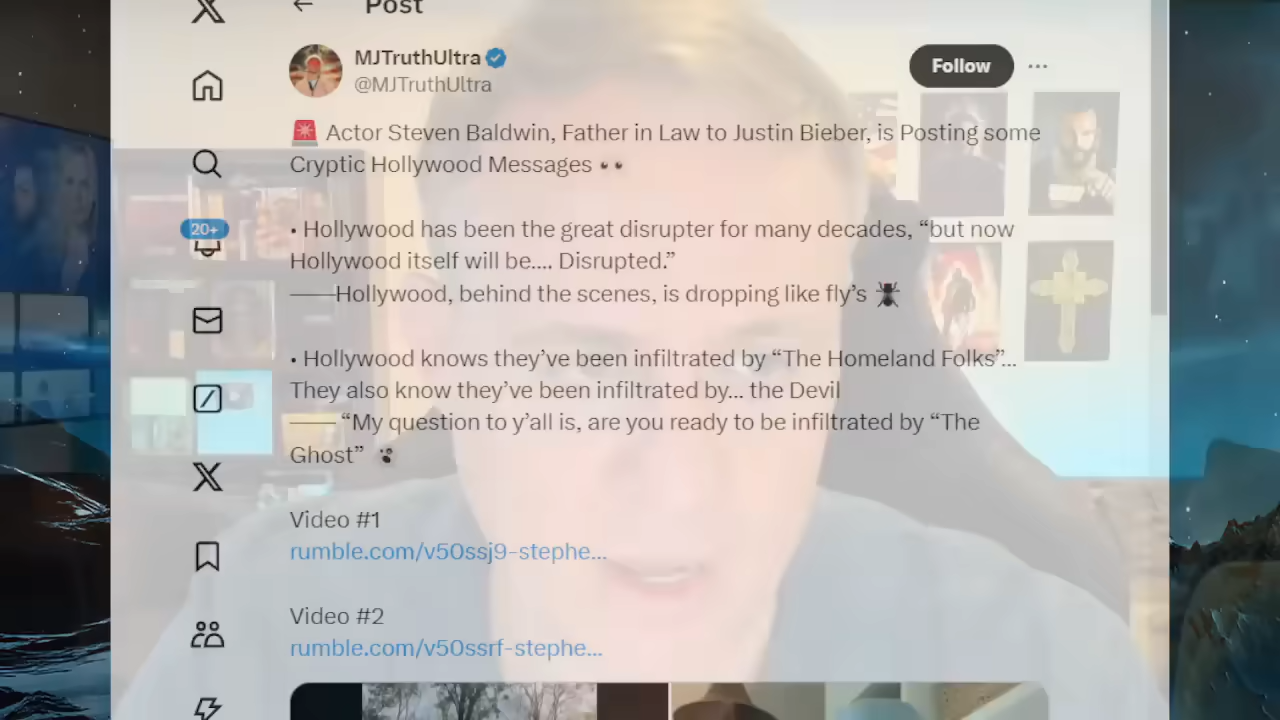 Post
MJTruthUltra
Follow
@MJTruthUltra
🚨 Actor Steven Baldwin, Father in Law to Justin Bieber, is Posting some
Cryptic Hollywood Messages 👀
• Hollywood has been the great disrupter for many decades, “but now
Hollywood itself will be.... Disrupted.”
——Hollywood, behind the scenes, is dropping like fly’s 🪰
• Hollywood knows they’ve been infiltrated by “The Homeland Folks”...
They also know they’ve been infiltrated by... the Devil
—— “My question to y’all is, are you ready to be infiltrated by “The
Ghost” 👻
Video #1
rumble.com/v50ssj9-stephe...
Video #2
rumble.com/v50ssrf-stephe...
20+